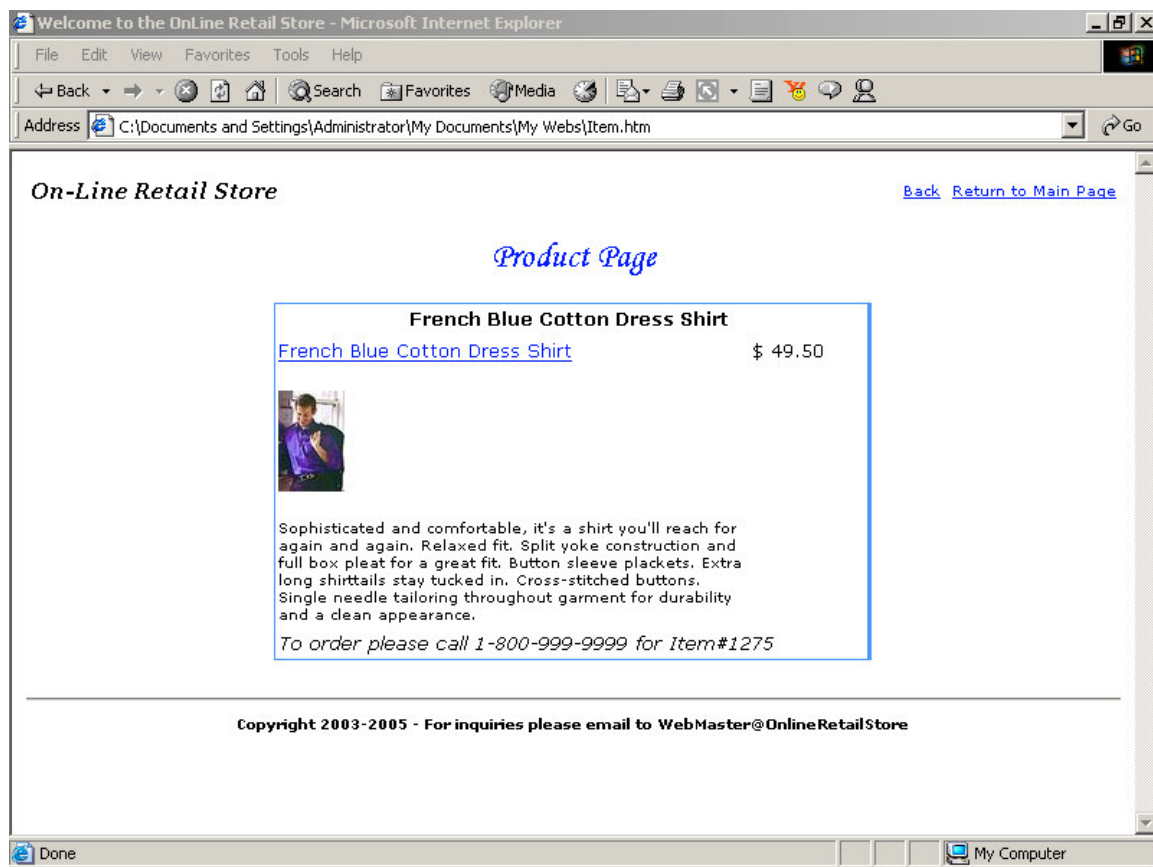 Welcome to the OnLine Retail Store - Microsoft Internet Explorer
File Edit View Favorites Tools Help
Back Search Favorites Media
Address C:\Documents and Settings\Administrator\My Documents\My Webs\Item.htm Go
On-Line Retail Store Back Return to Main Page
Product Page
French Blue Cotton Dress Shirt
French Blue Cotton Dress Shirt $ 49.50
Sophisticated and comfortable, it's a shirt you'll reach for
again and again. Relaxed fit. Split yoke construction and
full box pleat for a great fit. Button sleeve plackets. Extra
long shirttails stay tucked in. Cross-stitched buttons.
Single needle tailoring throughout garment for durability
and a clean appearance.
To order please call 1-800-999-9999 for Item#1275
Copyright 2003-2005 - For inquiries please email to WebMaster@OnlineRetailStore
Done My Computer